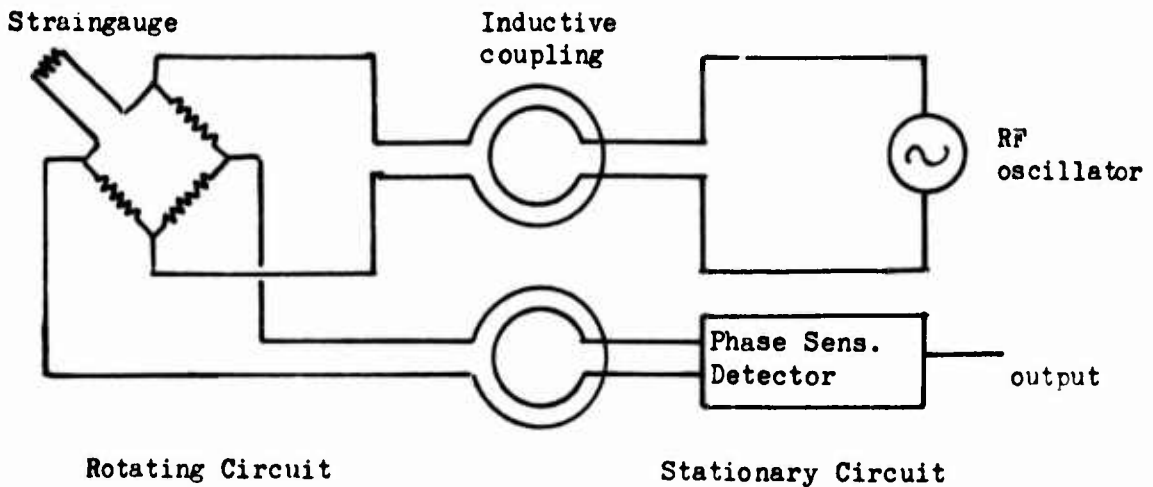 Straingauge
Inductive
coupling
RF
oscillator
Phase Sens.
Detector
output
Rotating Circuit
Stationary Circuit